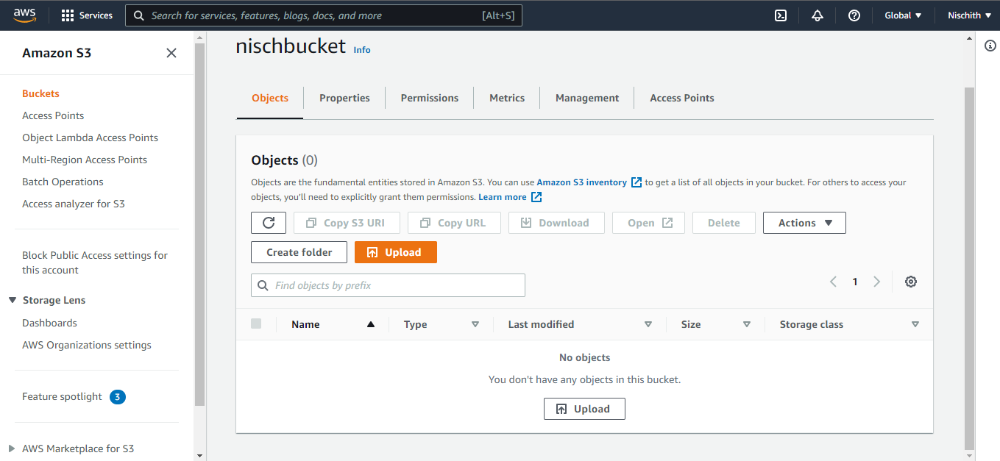 aws Services Search for services, features, blogs, docs, and more [Alt+S] Global Nischith
Amazon S3
Buckets
Access Points
Object Lambda Access Points
Multi-Region Access Points
Batch Operations
Access analyzer for S3
Block Public Access settings for
this account
Storage Lens
Dashboards
AWS Organizations settings
Feature spotlight 3
AWS Marketplace for S3
nischbucket Info
Objects Properties Permissions Metrics Management Access Points
Objects (0)
Objects are the fundamental entities stored in Amazon S3. You can use Amazon S3 inventory to get a list of all objects in your bucket. For others to access your
objects, you'll need to explicitly grant them permissions. Learn more
Copy S3 URI Copy URL Download Open Delete Actions
Create folder Upload
Find objects by prefix 1
Name Type Last modified Size Storage class
No objects
You don't have any objects in this bucket.
Upload